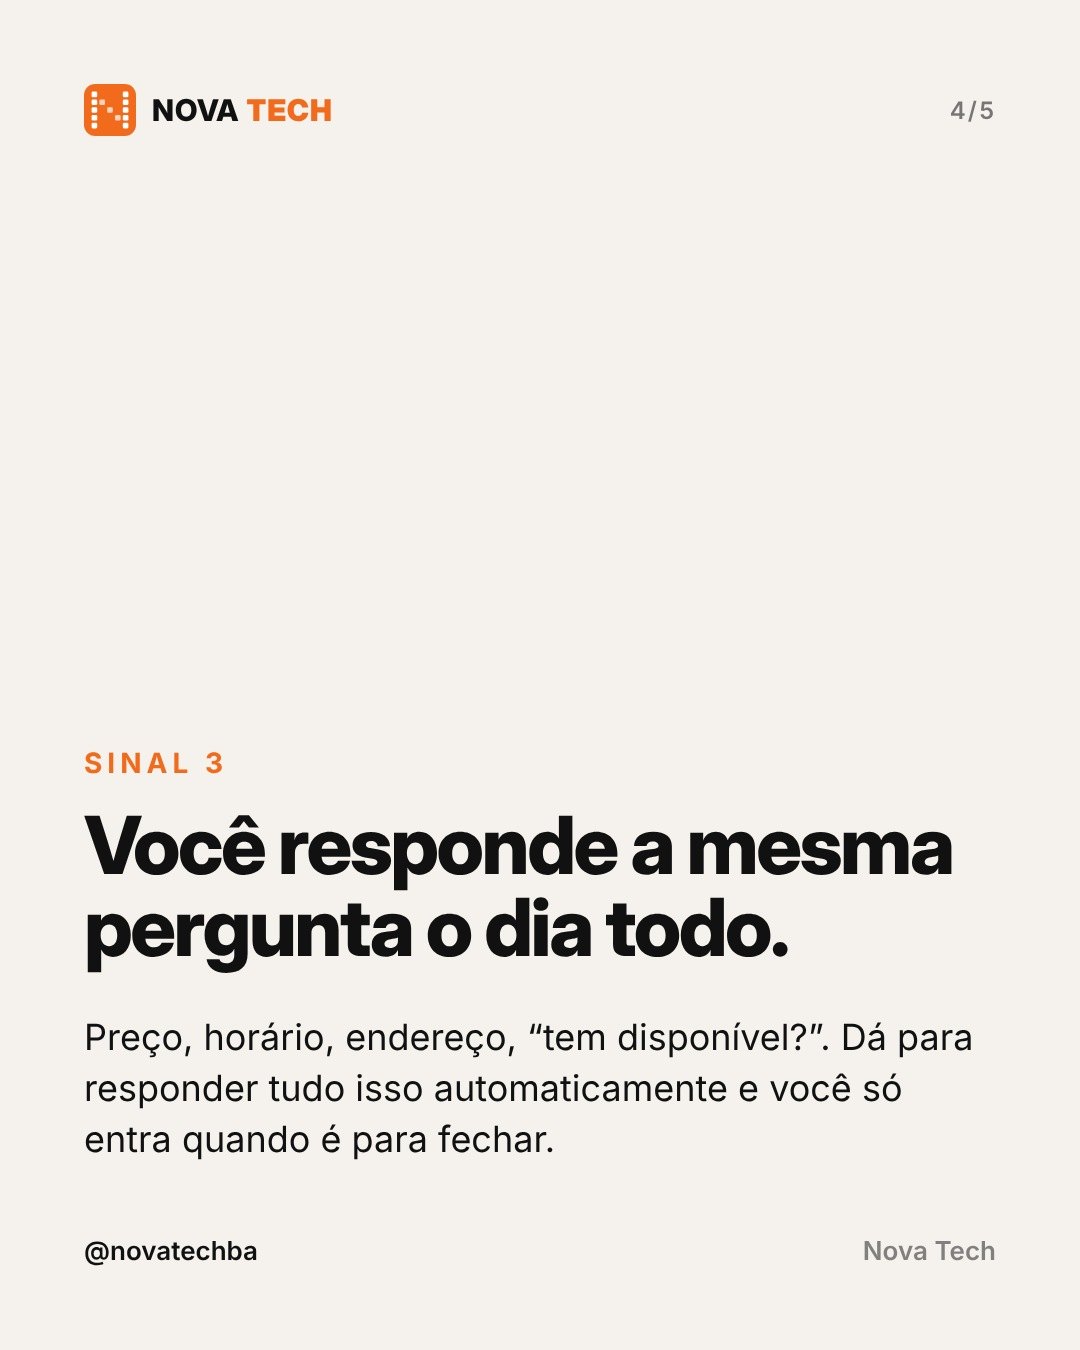 NOVA TECH
4/5
SINAL 3
Você responde a mesma
pergunta o dia todo.
Preço, horário, endereço, “tem disponível?”. Dá para
responder tudo isso automaticamente e você só
entra quando é para fechar.
@novatechba
Nova Tech